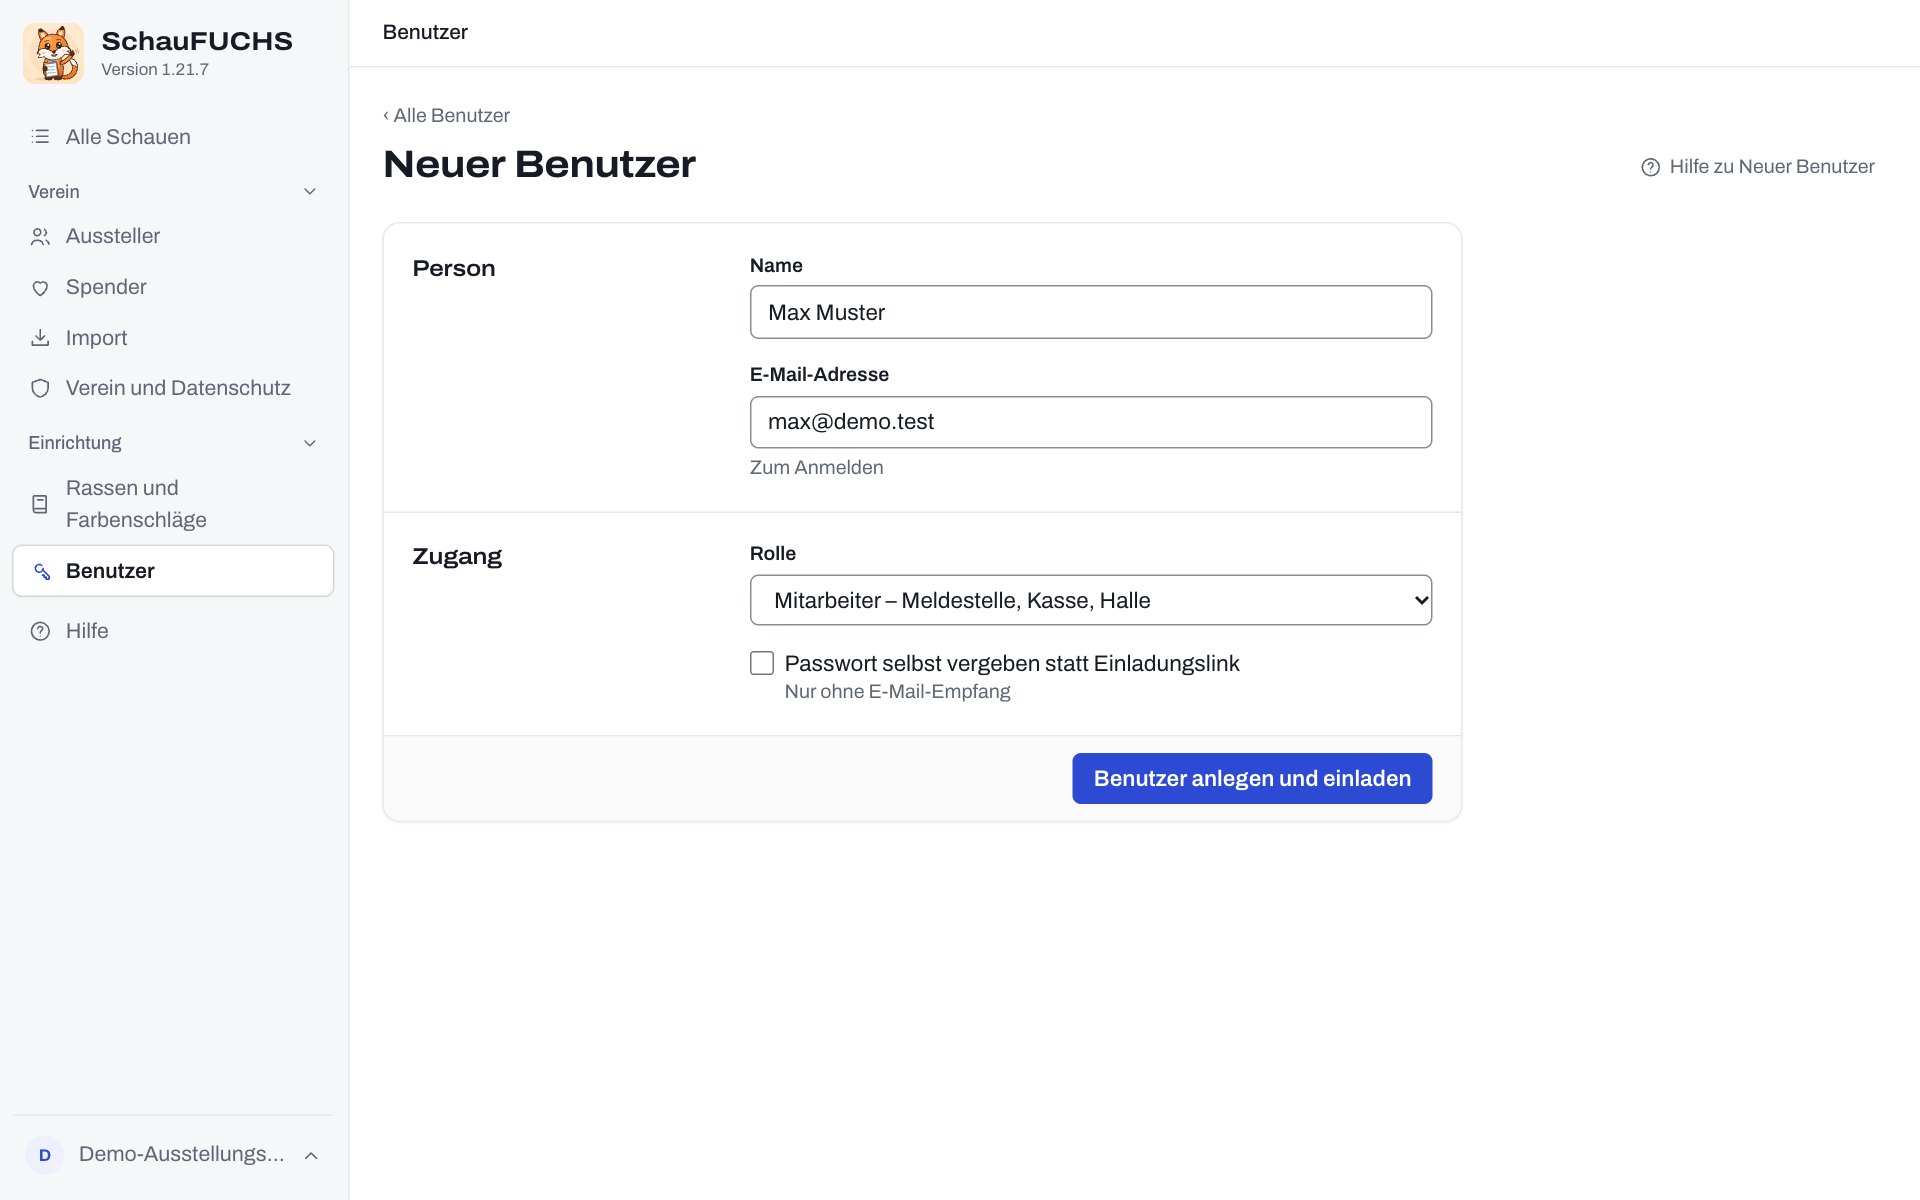 SchauFUCHS
Version 1.21.7
Alle Schauen
Verein
Aussteller
Spender
Import
Verein und Datenschutz
Einrichtung
Rassen und
Farbenschläge
Benutzer
Hilfe
D
Demo-Ausstellungs...
Benutzer
‹ Alle Benutzer
Neuer Benutzer
Hilfe zu Neuer Benutzer
Person
Name
Max Muster
E-Mail-Adresse
max@demo.test
Zum Anmelden
Zugang
Rolle
Mitarbeiter – Meldestelle, Kasse, Halle
Passwort selbst vergeben statt Einladungslink
Nur ohne E-Mail-Empfang
Benutzer anlegen und einladen